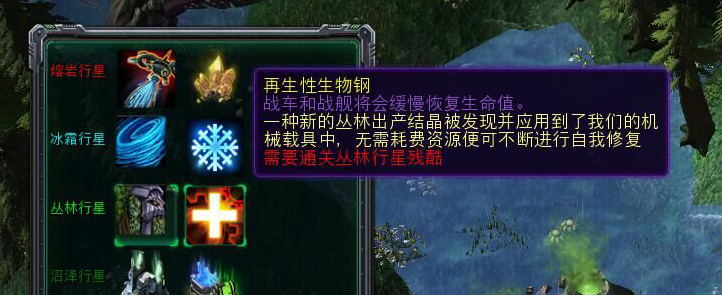 熔岩行星
再生性生物钢
战车和战舰将会缓慢恢复生命值。
一种新的丛林出产结晶被发现并应用到了我们的机
械载具中，无需耗费资源便可不断进行自我修复
需要通关丛林行星残酷
冰霜行星
丛林行星
沼泽行星